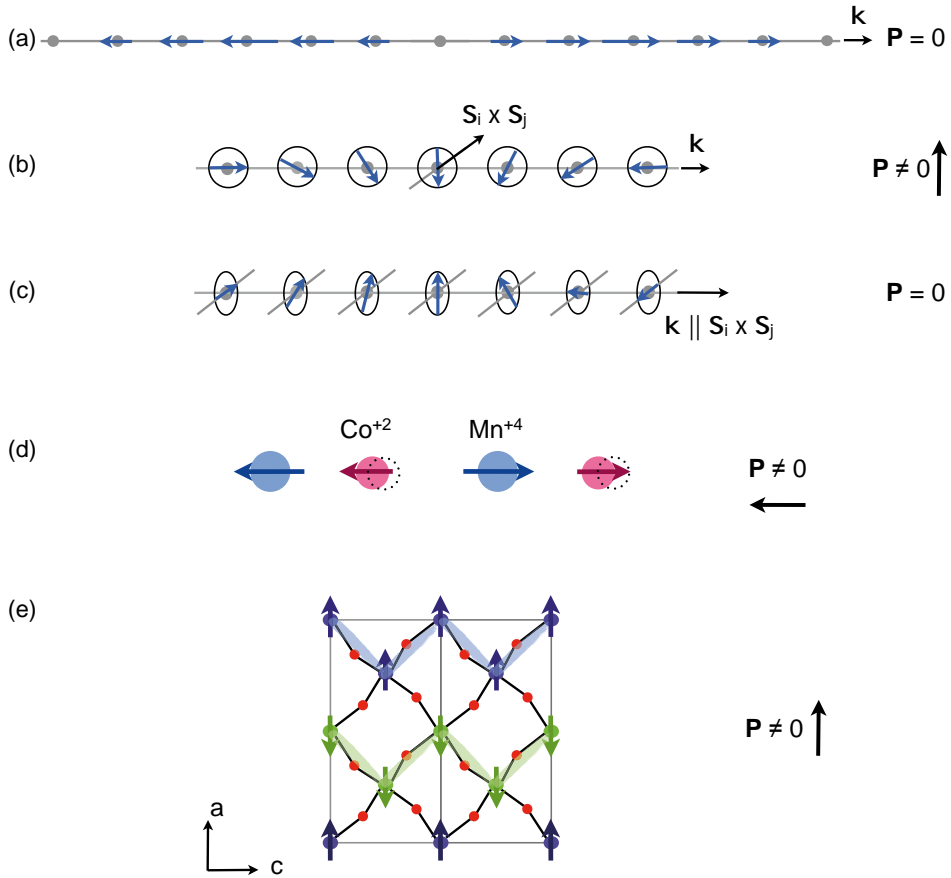 (a) k P = 0
(b) Sᵢ x Sⱼ k P ≠ 0
(c) P = 0
k || Sᵢ x Sⱼ
Co⁺² Mn⁺⁴
(d) P ≠ 0
(e)
P ≠ 0
a
c